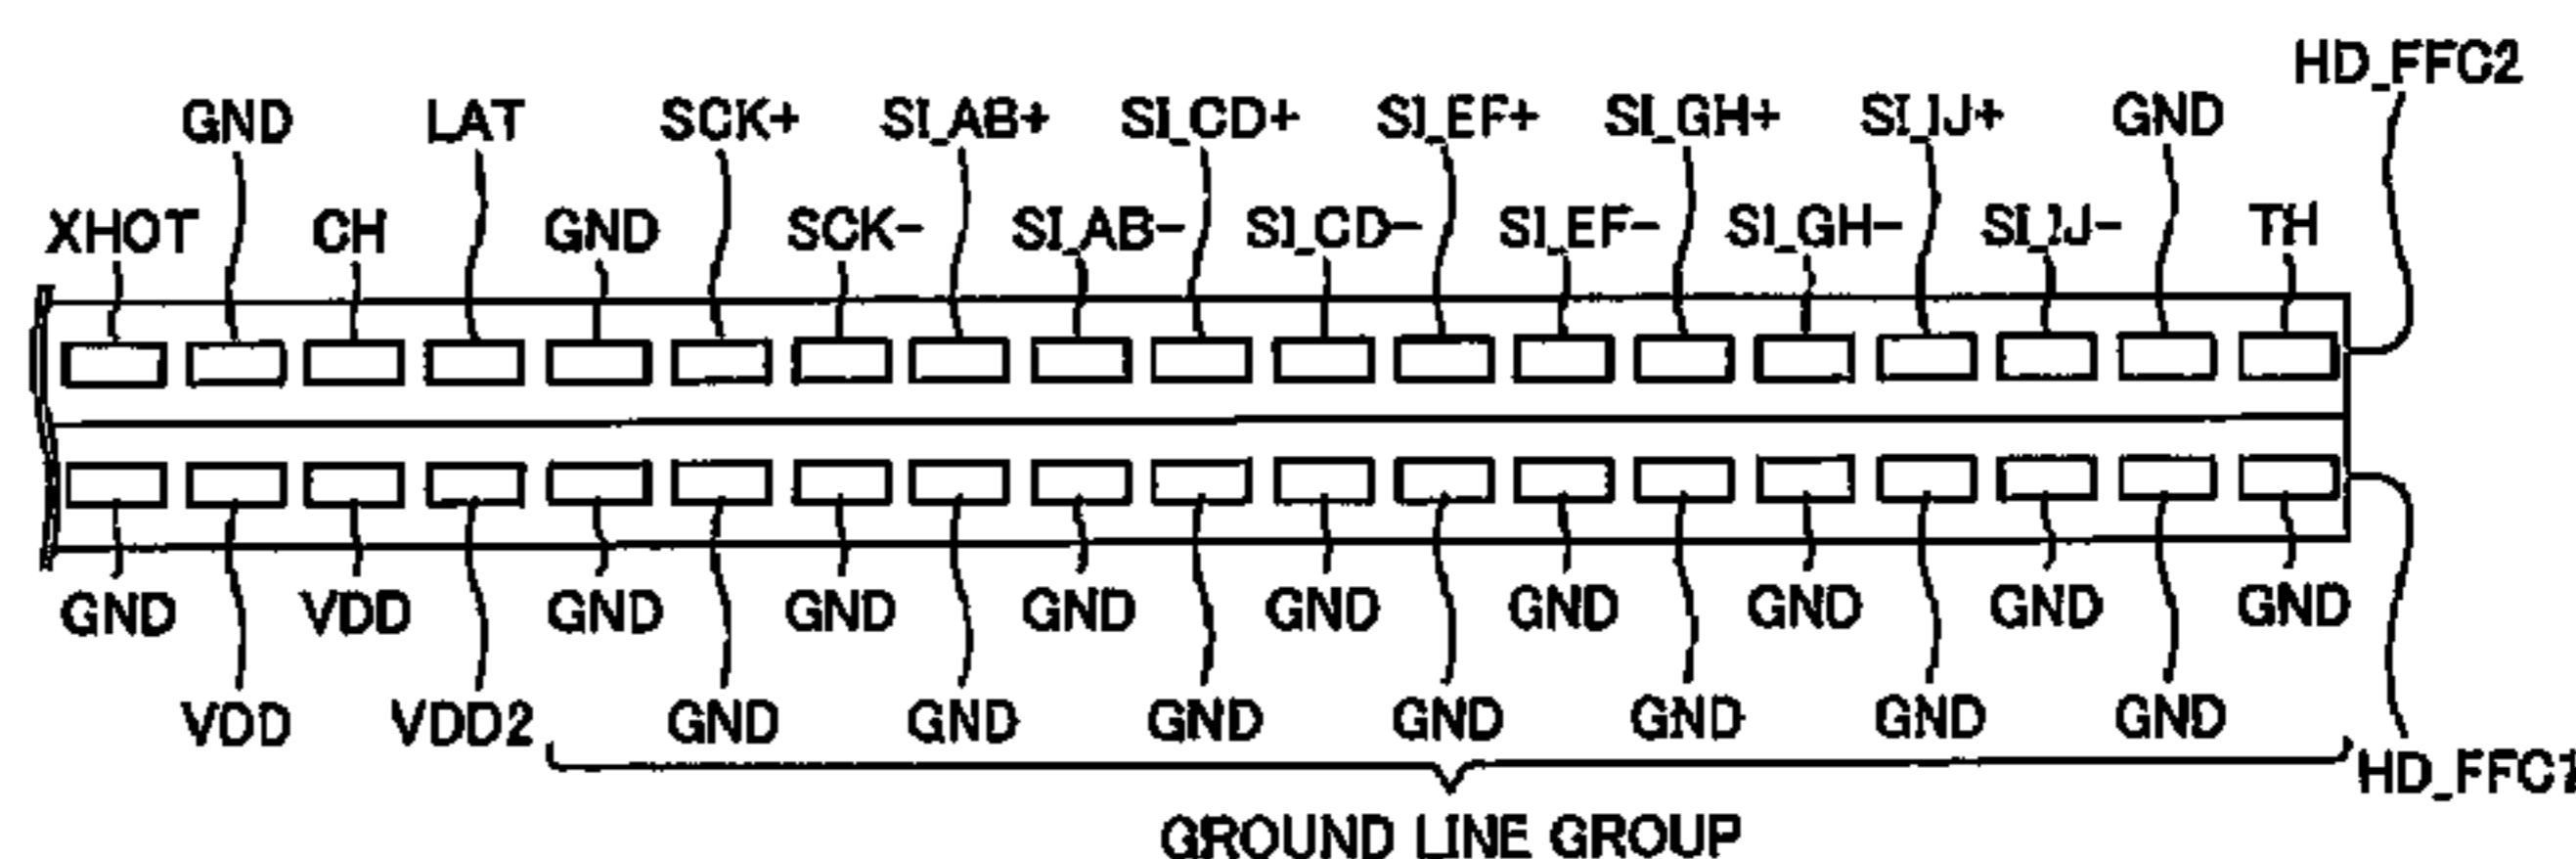 HD_FFC2
GND LAT SCK+ SI_AB+ SI_CD+ SI_EF+ SI_GH+ SI_IJ+ GND
XHOT CH GND SCK- SI_AB- SI_CD- SI_EF- SI_GH- SI_IJ- TH
GND VDD GND GND GND GND GND GND GND GND
VDD VDD2 GND GND GND GND GND GND GND
HD_FFC1
GROUND LINE GROUP